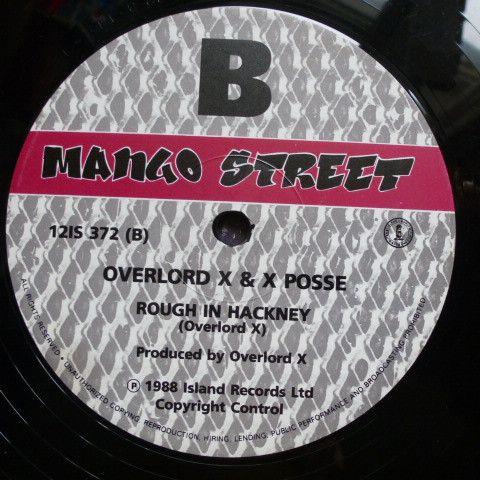 B
MANGO STREET
12IS 372 (B)
OVERLORD X & X POSSE
ROUGH IN HACKNEY
(Overlord X)
Produced by Overlord X
℗ 1988 Island Records Ltd
Copyright Control
ALL RIGHTS RESERVED • UNAUTHORIZED COPYING, REPRODUCTION, HIRING, LENDING, PUBLIC PERFORMANCE AND BROADCASTING PROHIBITED